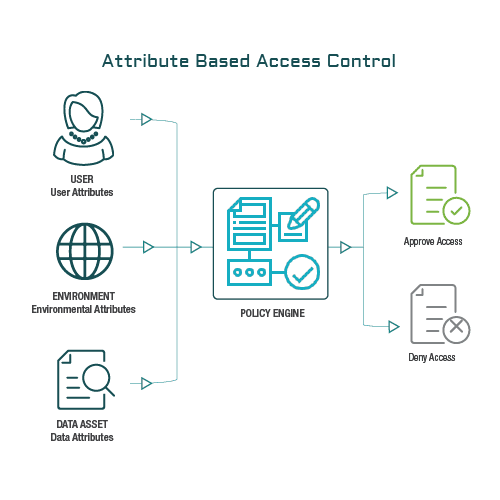 Attribute Based Access Control
USER
User Attributes
ENVIRONMENT
Environmental Attributes
DATA ASSET
Data Attributes
POLICY ENGINE
Approve Access
Deny Access